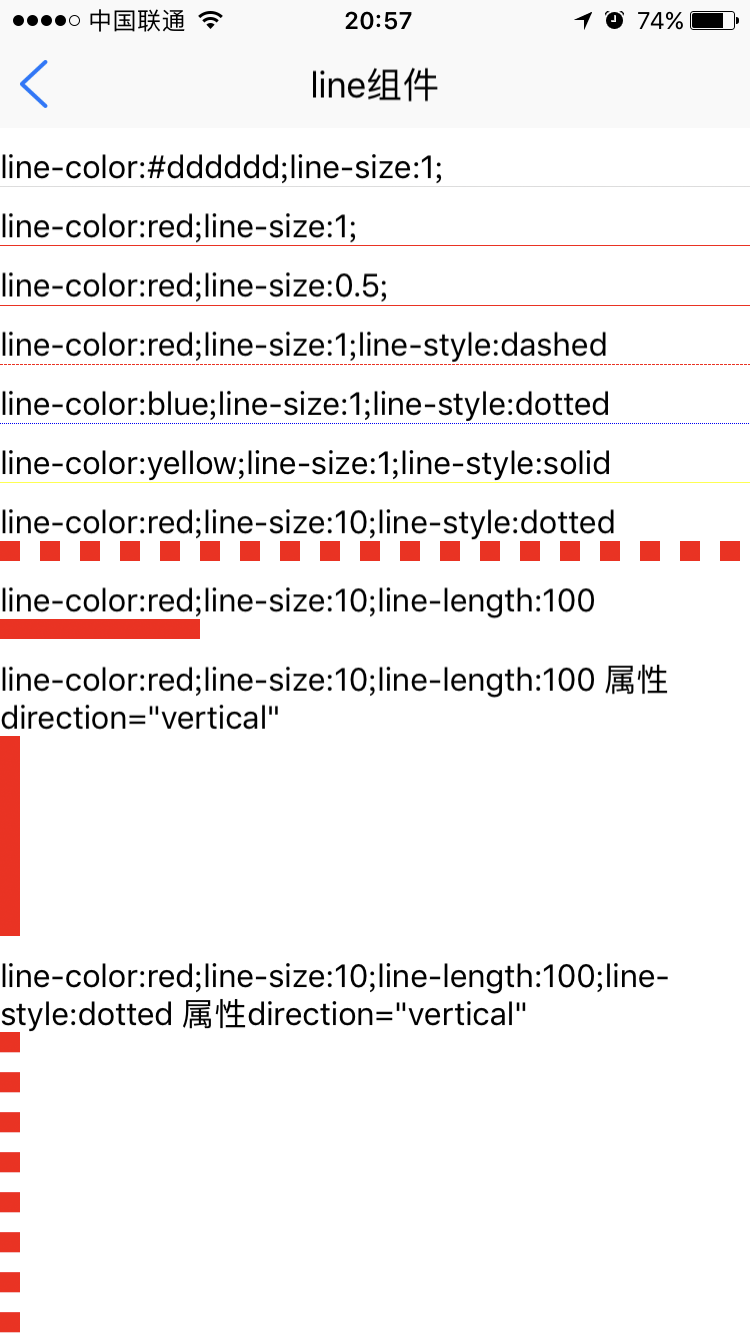 中国联通
20:57
74%
line组件
line-color:#dddddd;line-size:1;
line-color:red;line-size:1;
line-color:red;line-size:0.5;
line-color:red;line-size:1;line-style:dashed
line-color:blue;line-size:1;line-style:dotted
line-color:yellow;line-size:1;line-style:solid
line-color:red;line-size:10;line-style:dotted
line-color:red;line-size:10;line-length:100
line-color:red;line-size:10;line-length:100 属性
direction="vertical"
line-color:red;line-size:10;line-length:100;line-
style:dotted 属性direction="vertical"